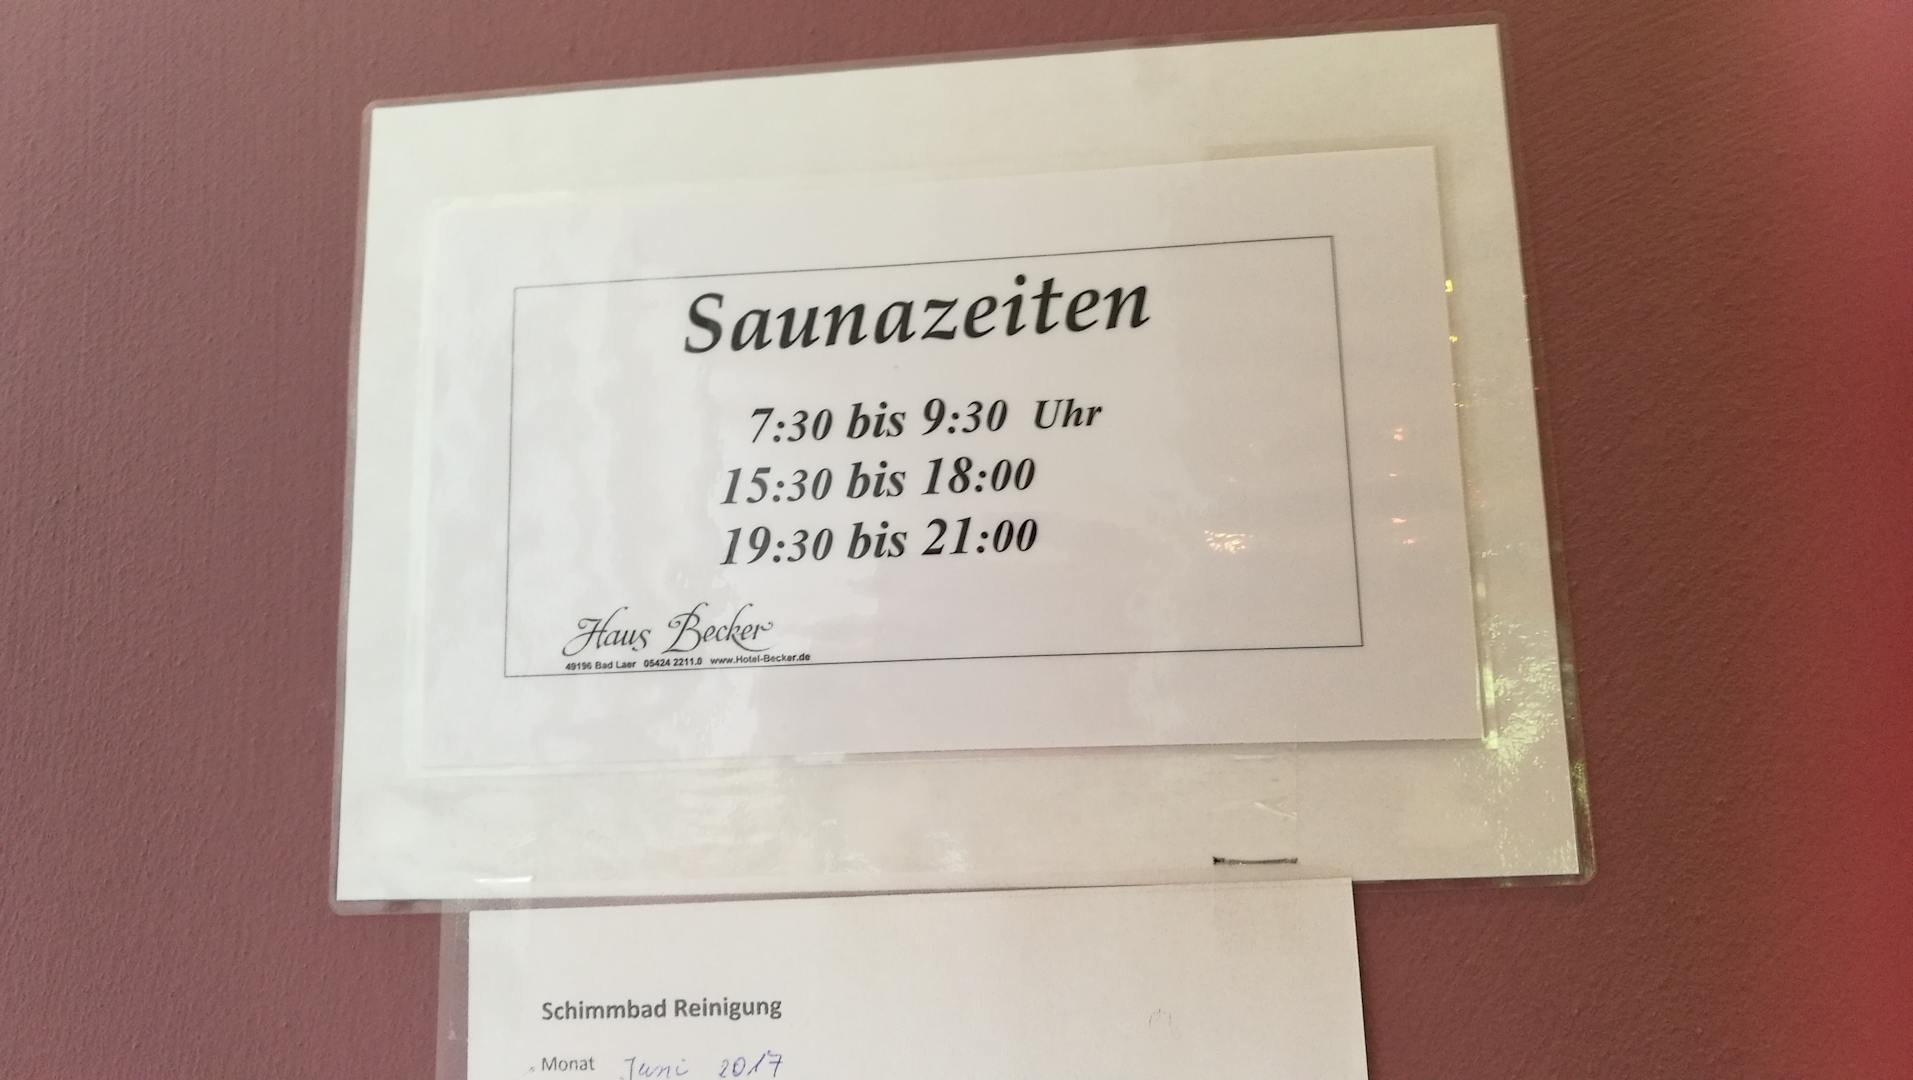 Saunazeiten
7:30 bis 9:30 Uhr
15:30 bis 18:00
19:30 bis 21:00
Haus Becker
49196 Bad Laer 05424 2211.0 www.Hotel-Becker.de
Schimmbad Reinigung
Monat Juni 2017